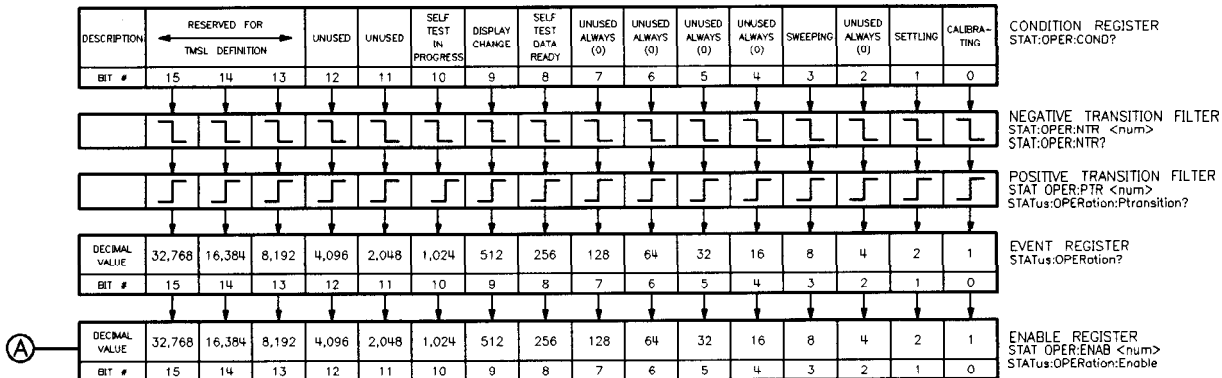 DESCRIPTION RESERVED FOR TMSL DEFINITION UNUSED UNUSED SELF TEST IN PROGRESS DISPLAY CHANGE SELF TEST DATA READY UNUSED ALWAYS (0) UNUSED ALWAYS (0) UNUSED ALWAYS (0) UNUSED ALWAYS (0) SWEEPING UNUSED ALWAYS (0) SETTLING CALIBRA- TING
CONDITION REGISTER
STAT:OPER:COND?
BIT # 15 14 13 12 11 10 9 8 7 6 5 4 3 2 1 0
NEGATIVE TRANSITION FILTER
STAT:OPER:NTR <num>
STAT:OPER:NTR?
POSITIVE TRANSITION FILTER
STAT OPER:PTR <num>
STATus:OPERation:Ptransition?
DECIMAL VALUE 32,768 16,384 8,192 4,096 2,048 1,024 512 256 128 64 32 16 8 4 2 1
EVENT REGISTER
STATus:OPERation?
BIT # 15 14 13 12 11 10 9 8 7 6 5 4 3 2 1 0
A
DECIMAL VALUE 32,768 16,384 8,192 4,096 2,048 1,024 512 256 128 64 32 16 8 4 2 1
ENABLE REGISTER
STAT OPER:ENAB <num>
STATus:OPERation:Enable
BIT # 15 14 13 12 11 10 9 8 7 6 5 4 3 2 1 0